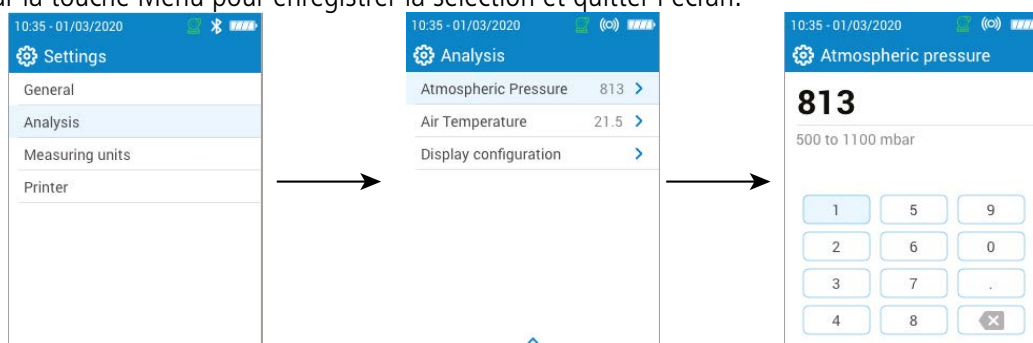 ur la touche Menu pour enregistrer la sélection et quitter l'écran.
10:35 - 01/03/2020
Settings
General
Analysis
Measuring units
Printer
10:35 - 01/03/2020
Analysis
Atmospheric Pressure 813
Air Temperature 21.5
Display configuration
10:35 - 01/03/2020
Atmospheric pressure
813
500 to 1100 mbar
1 5 9
2 6 0
3 7 .
4 8